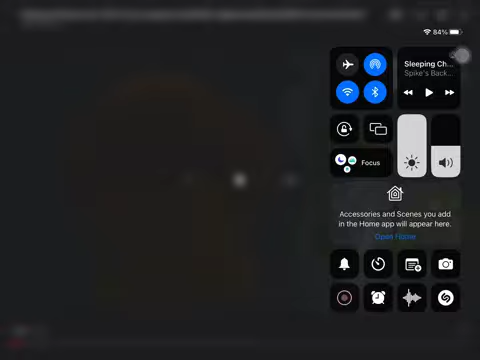 84%
Sleeping Ch...
Spike's Back...
Focus
Accessories and Scenes you add
in the Home app will appear here.
Open Home